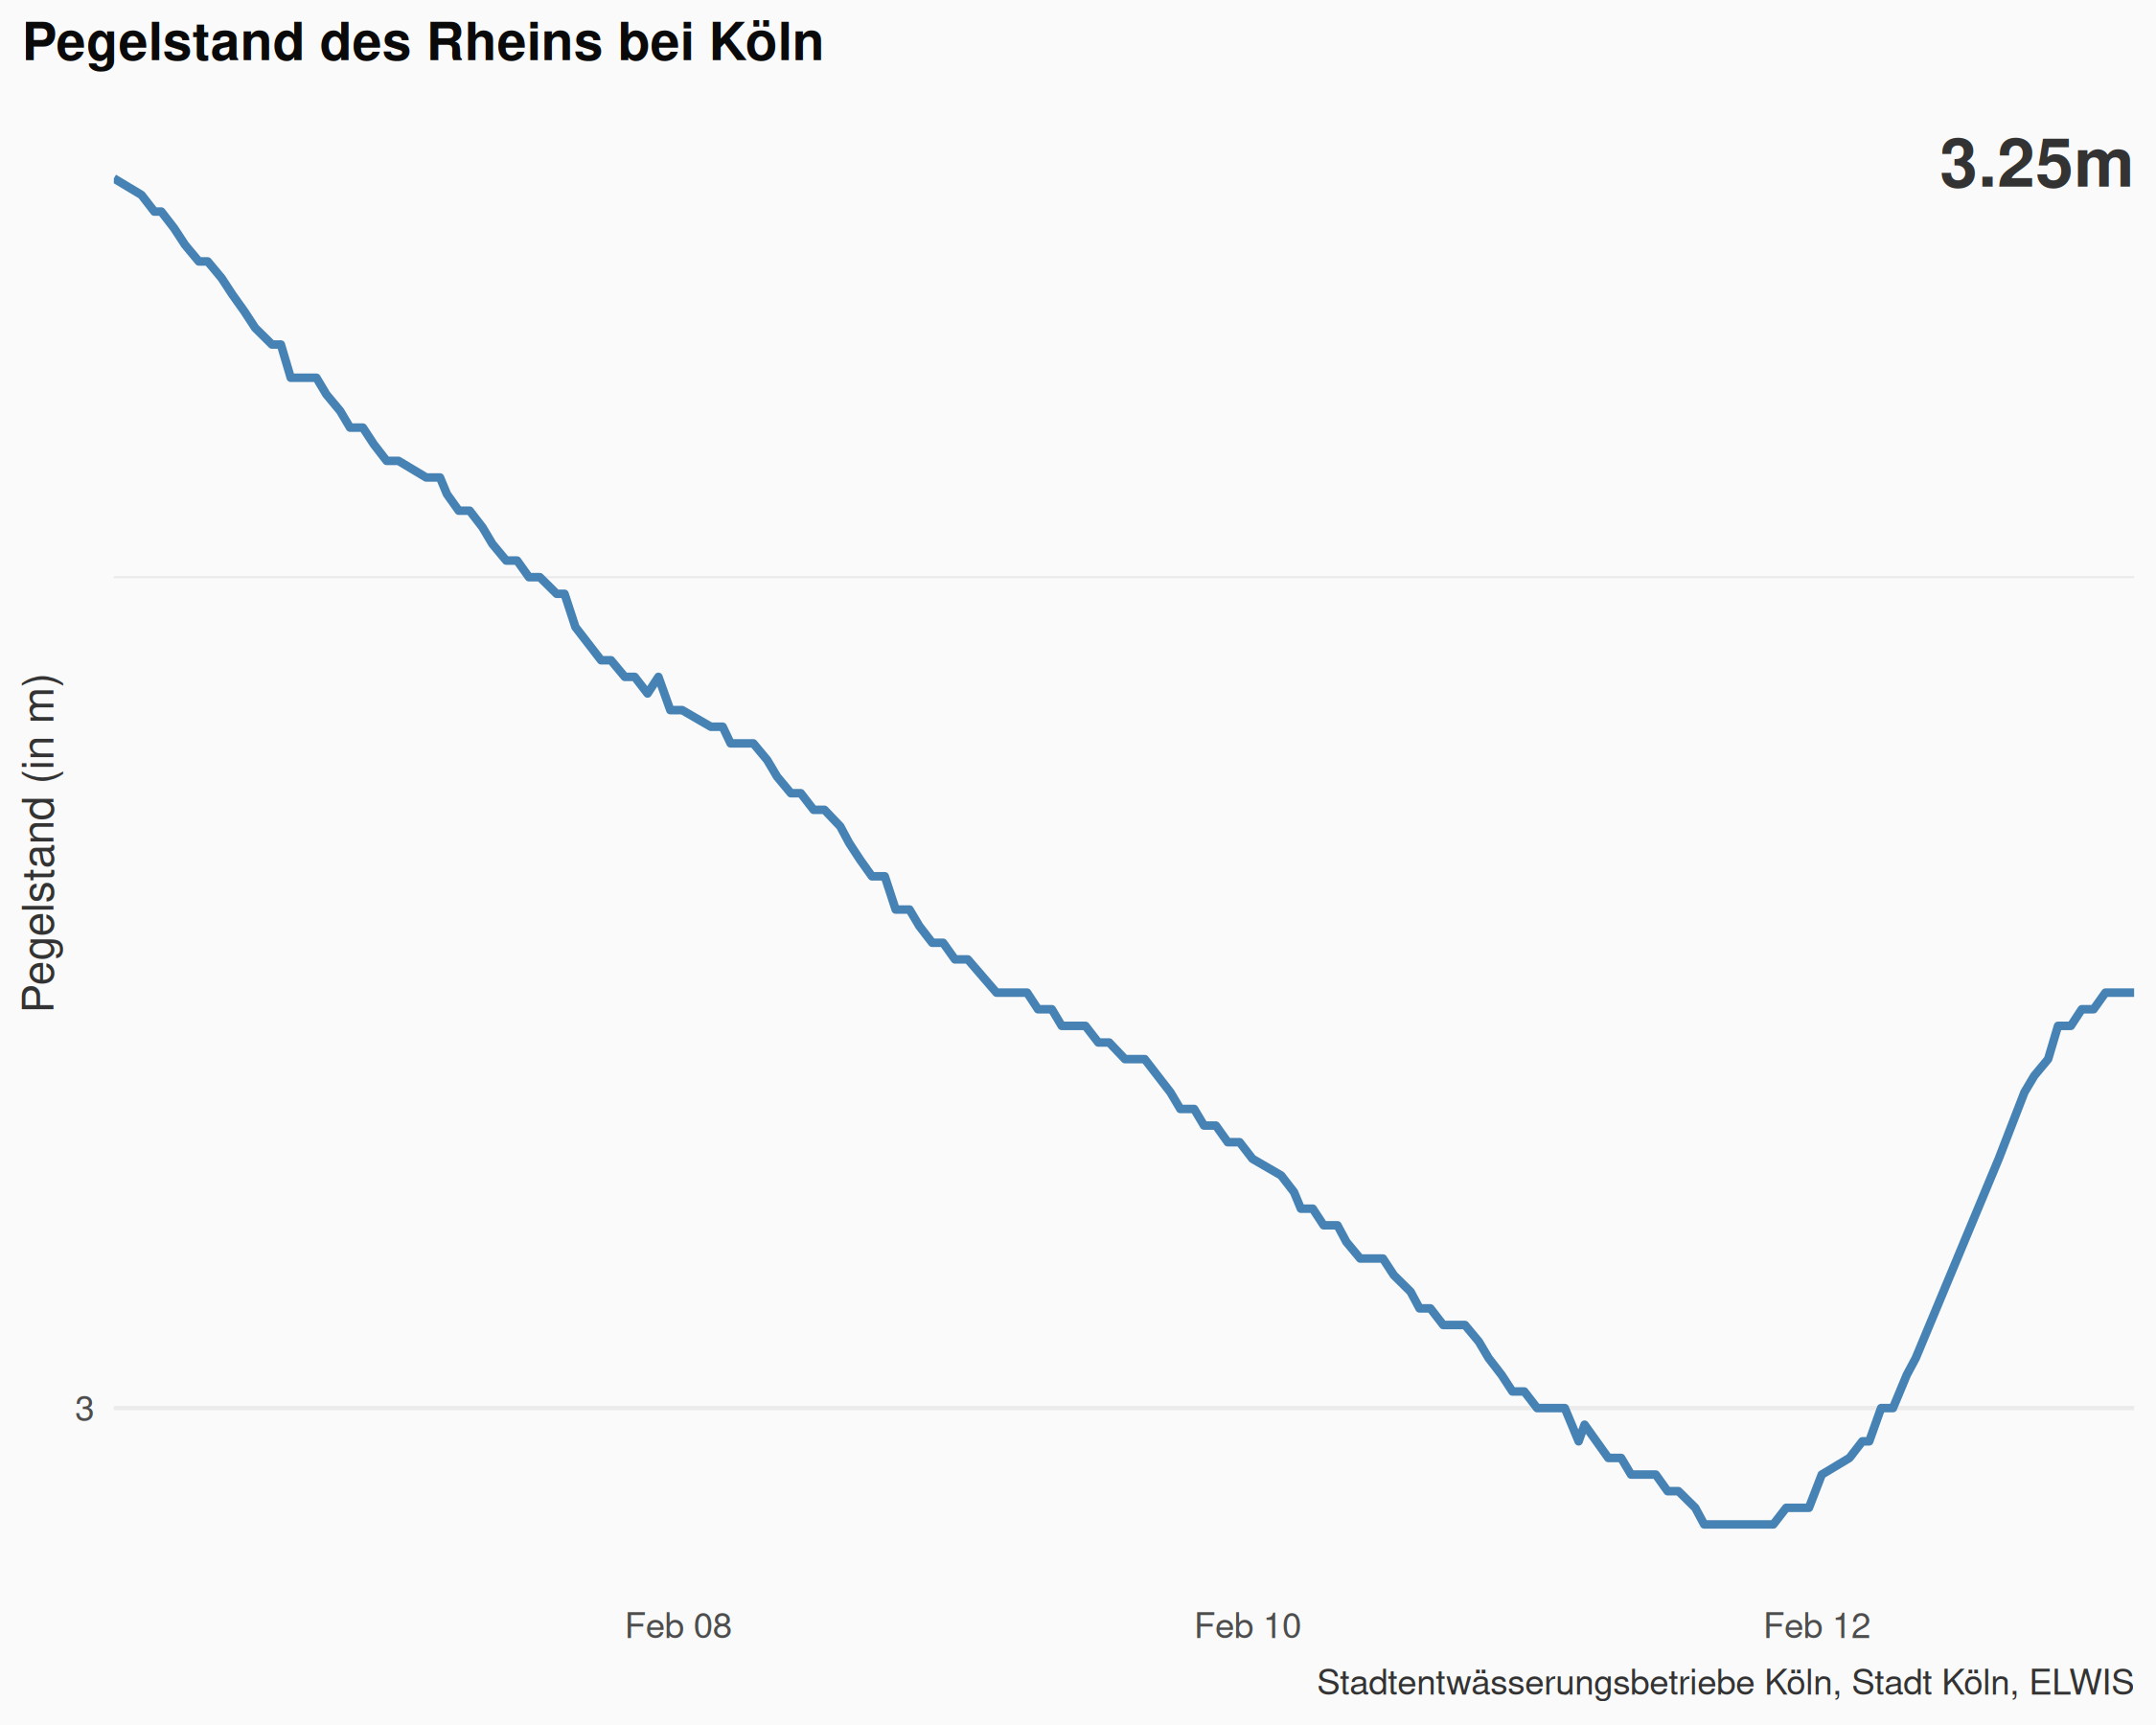 Pegelstand des Rheins bei Köln
3.25m
Pegelstand (in m)
3
Feb 08
Feb 10
Feb 12
Stadtentwässerungsbetriebe Köln, Stadt Köln, ELWIS